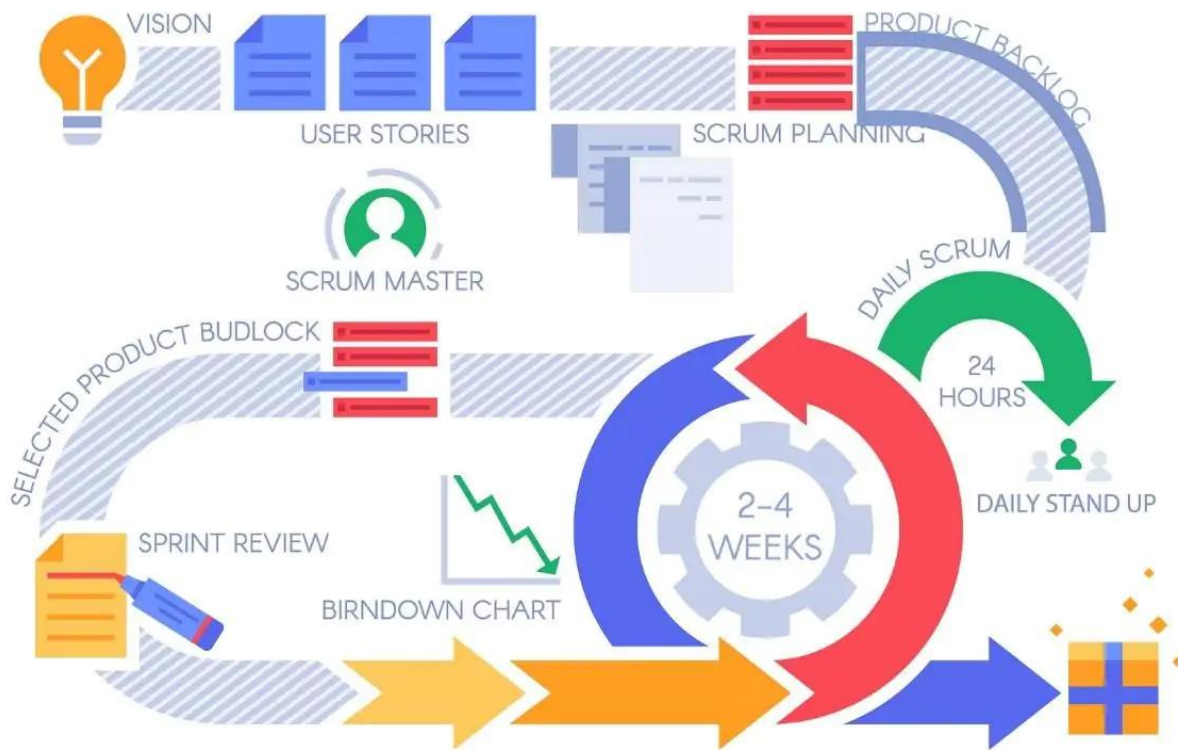 VISION
USER STORIES
SCRUM PLANNING
PRODUCT BACKLOG
SCRUM MASTER
DAILY SCRUM
24
HOURS
DAILY STAND UP
SELECTED PRODUCT BUDLOCK
2-4
WEEKS
SPRINT REVIEW
BIRNDOWN CHART